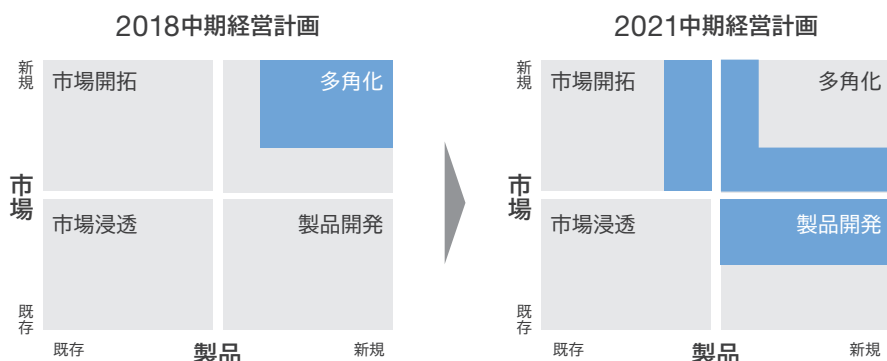 2018中期経営計画
新規
市場開拓
多角化
市場
市場浸透
製品開発
既存
既存
製品
新規
2021中期経営計画
新規
市場開拓
多角化
市場
市場浸透
製品開発
既存
既存
製品
新規